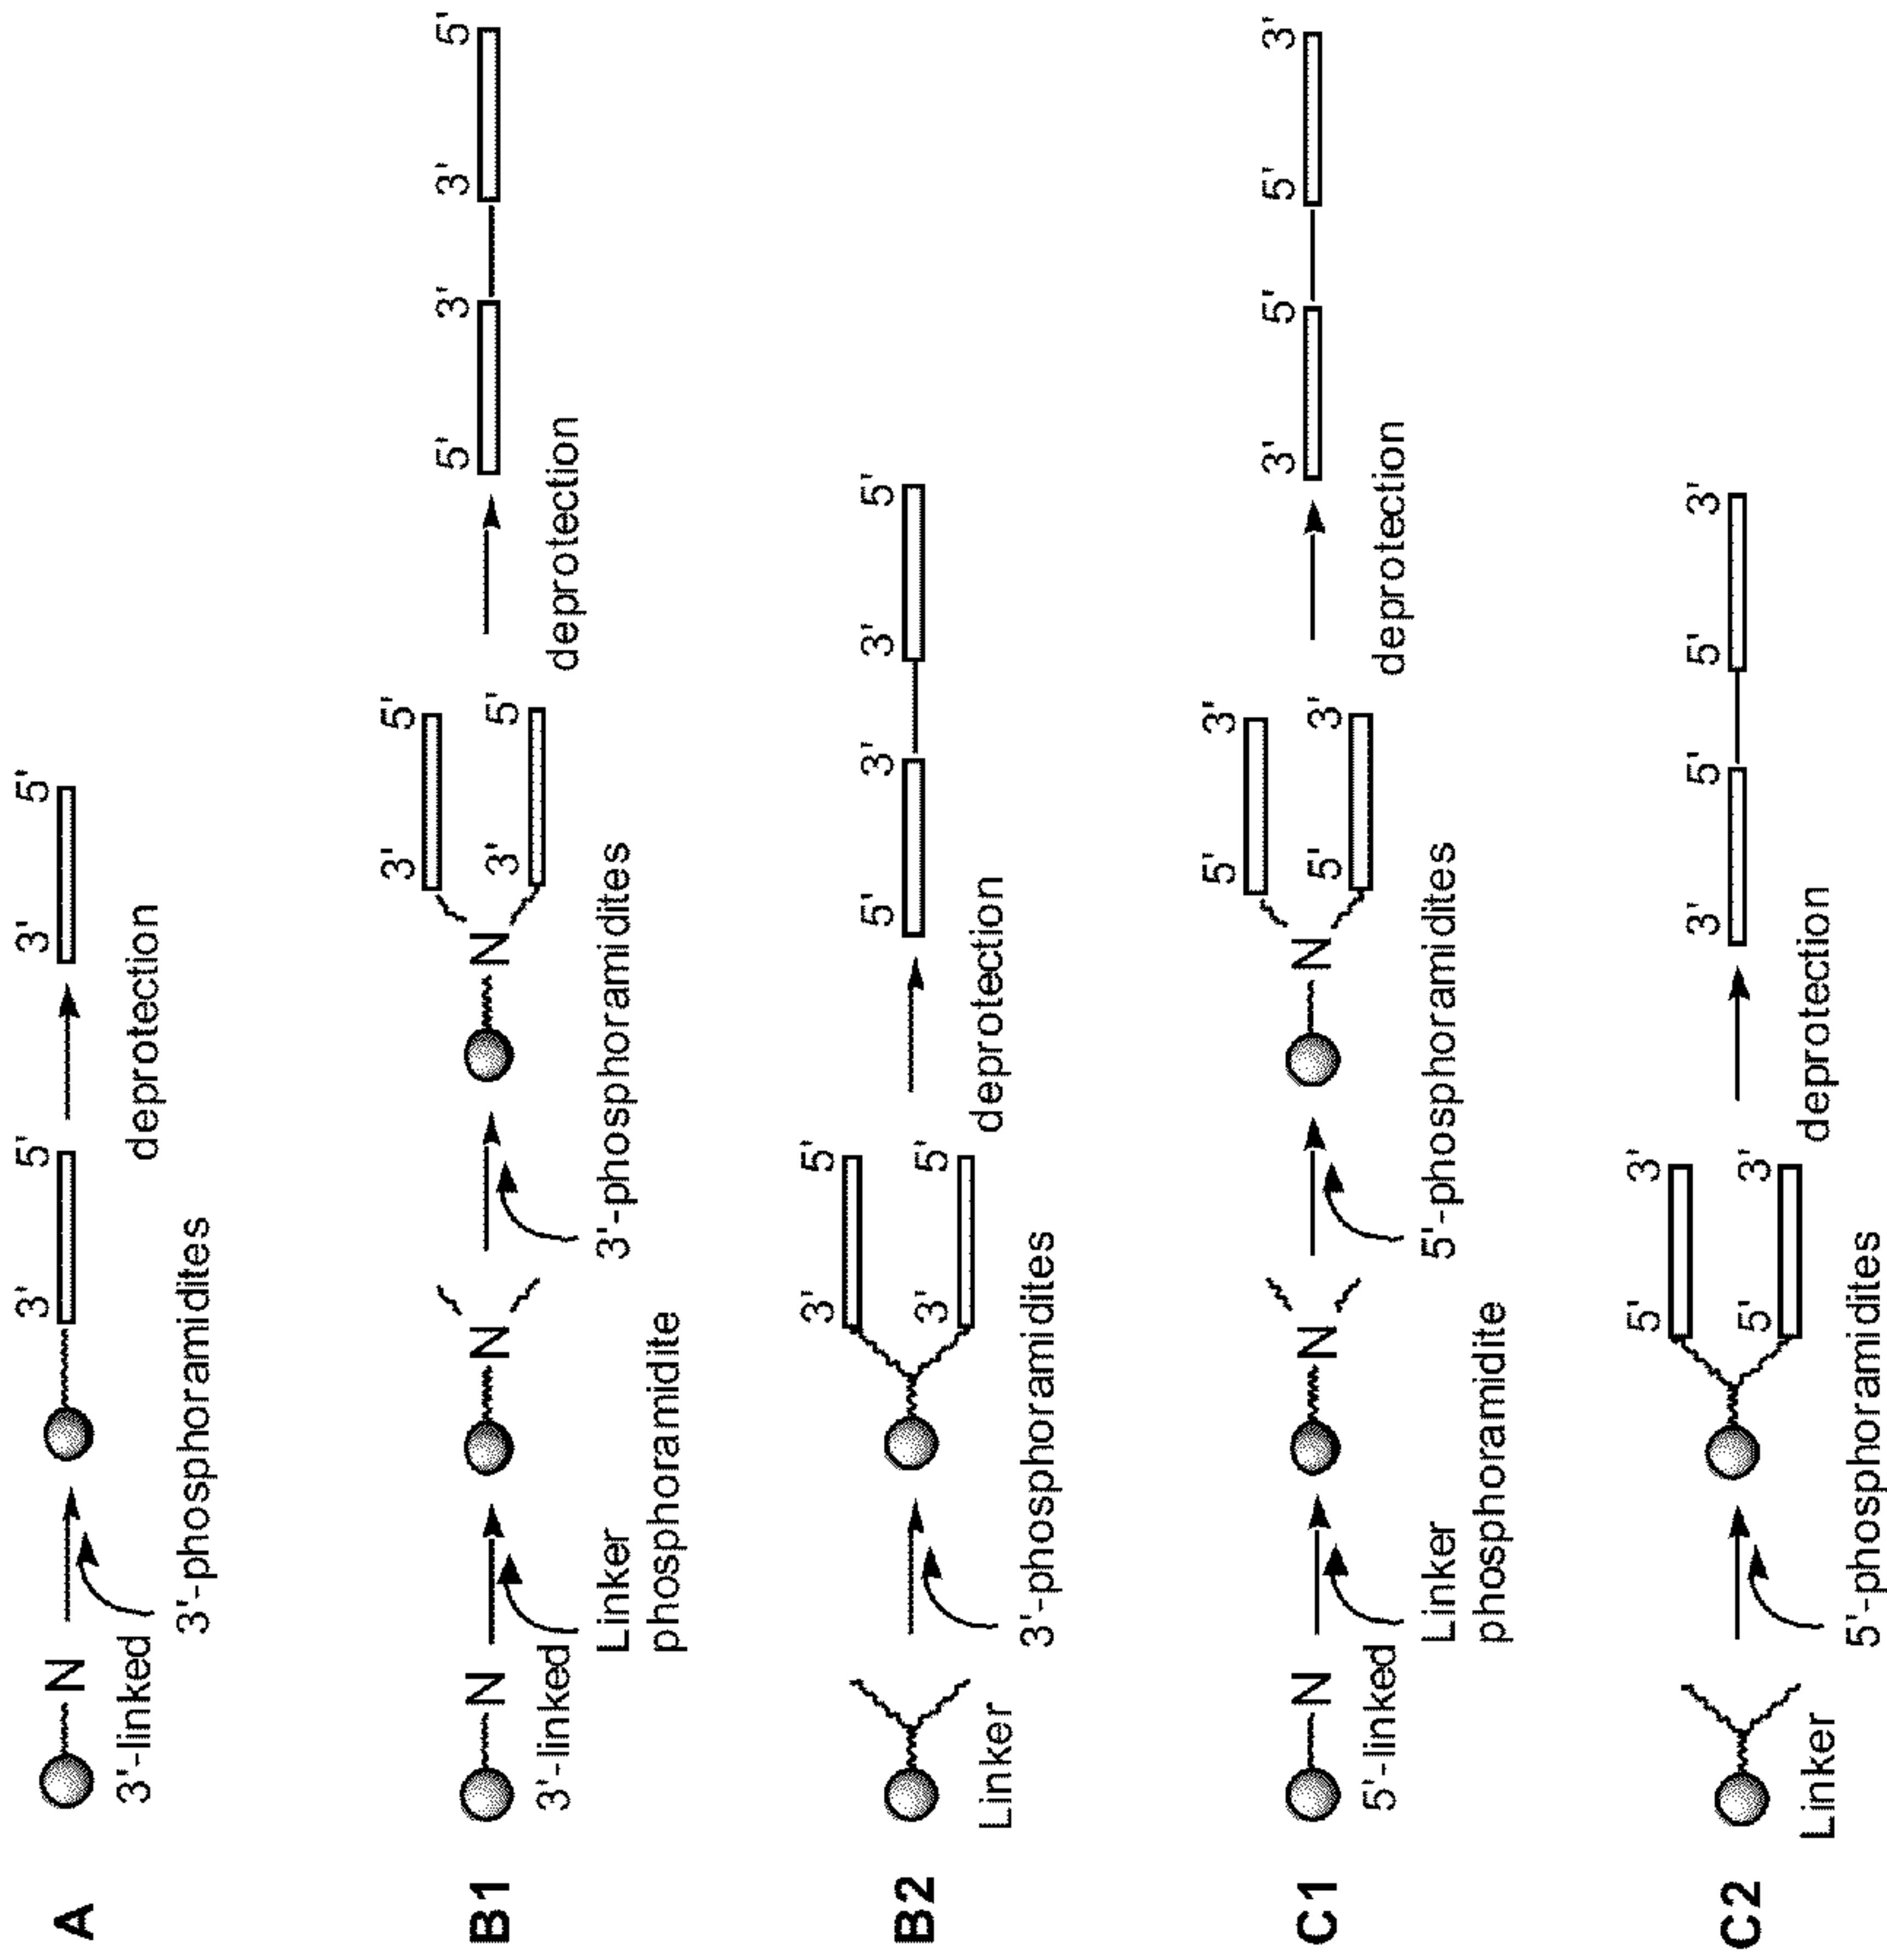 A
N
3'-linked
3'-phosphoramidites
3' 5'
deprotection
3' 5'
B1
N
3'-linked
Linker
phosphoramidite
N
3'-phosphoramidites
N
3' 5'
3' 5'
deprotection
5' 3' 3' 5'
B2
Linker
3'-phosphoramidites
3' 5'
3' 5'
deprotection
5' 3' 3' 5'
C1
N
5'-linked
Linker
phosphoramidite
N
5'-phosphoramidites
N
5' 3'
5' 3'
deprotection
3' 5' 5' 3'
C2
Linker
5'-phosphoramidites
5' 3'
5' 3'
deprotection
3' 5' 5' 3'